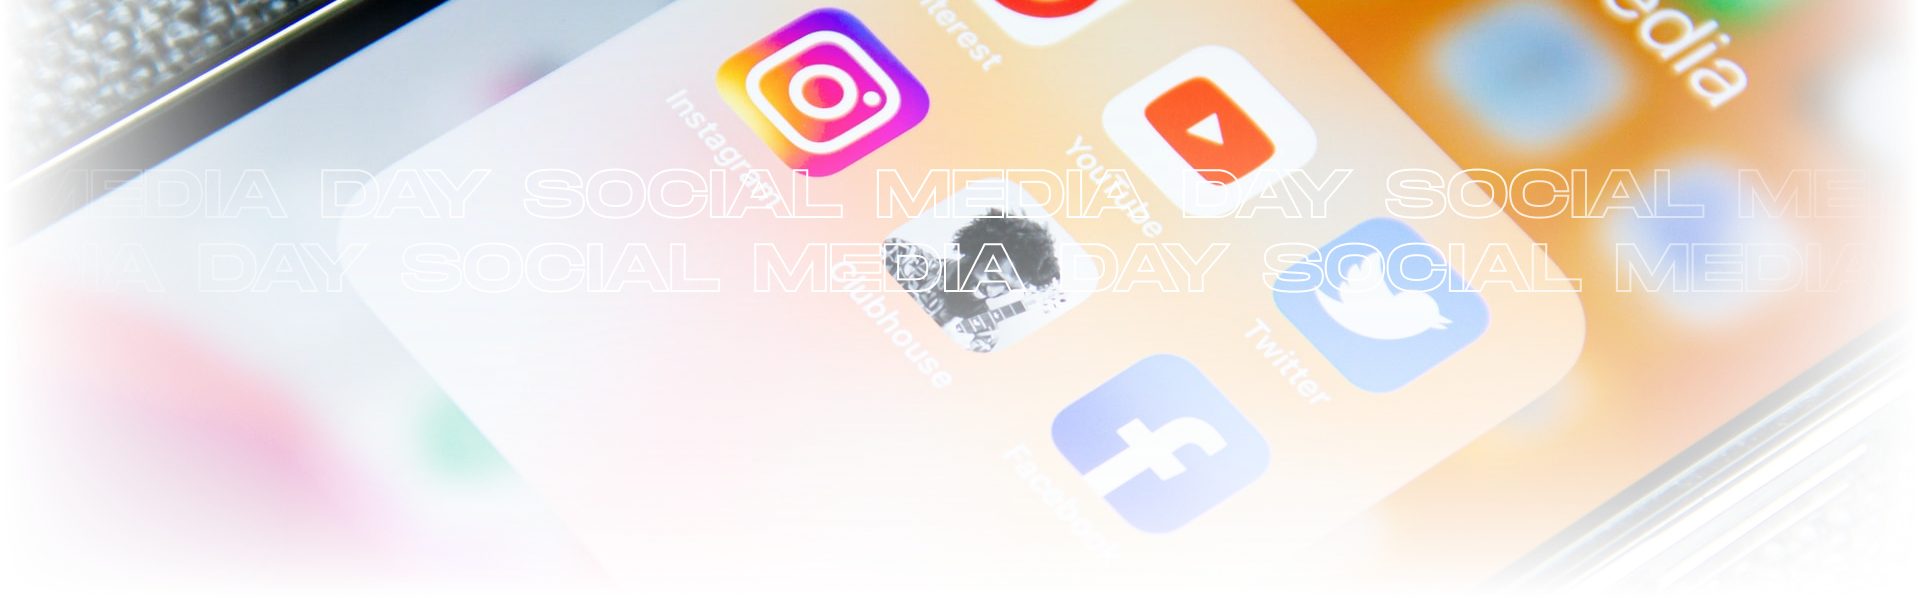 edia
nterest
Instagram
YouTube
MEDIA DAY SOCIAL MEDIA DAY SOCIAL ME
DIA DAY SOCIAL MEDIA DAY SOCIAL MEDIA
Clubhouse
Twitter
Facebook